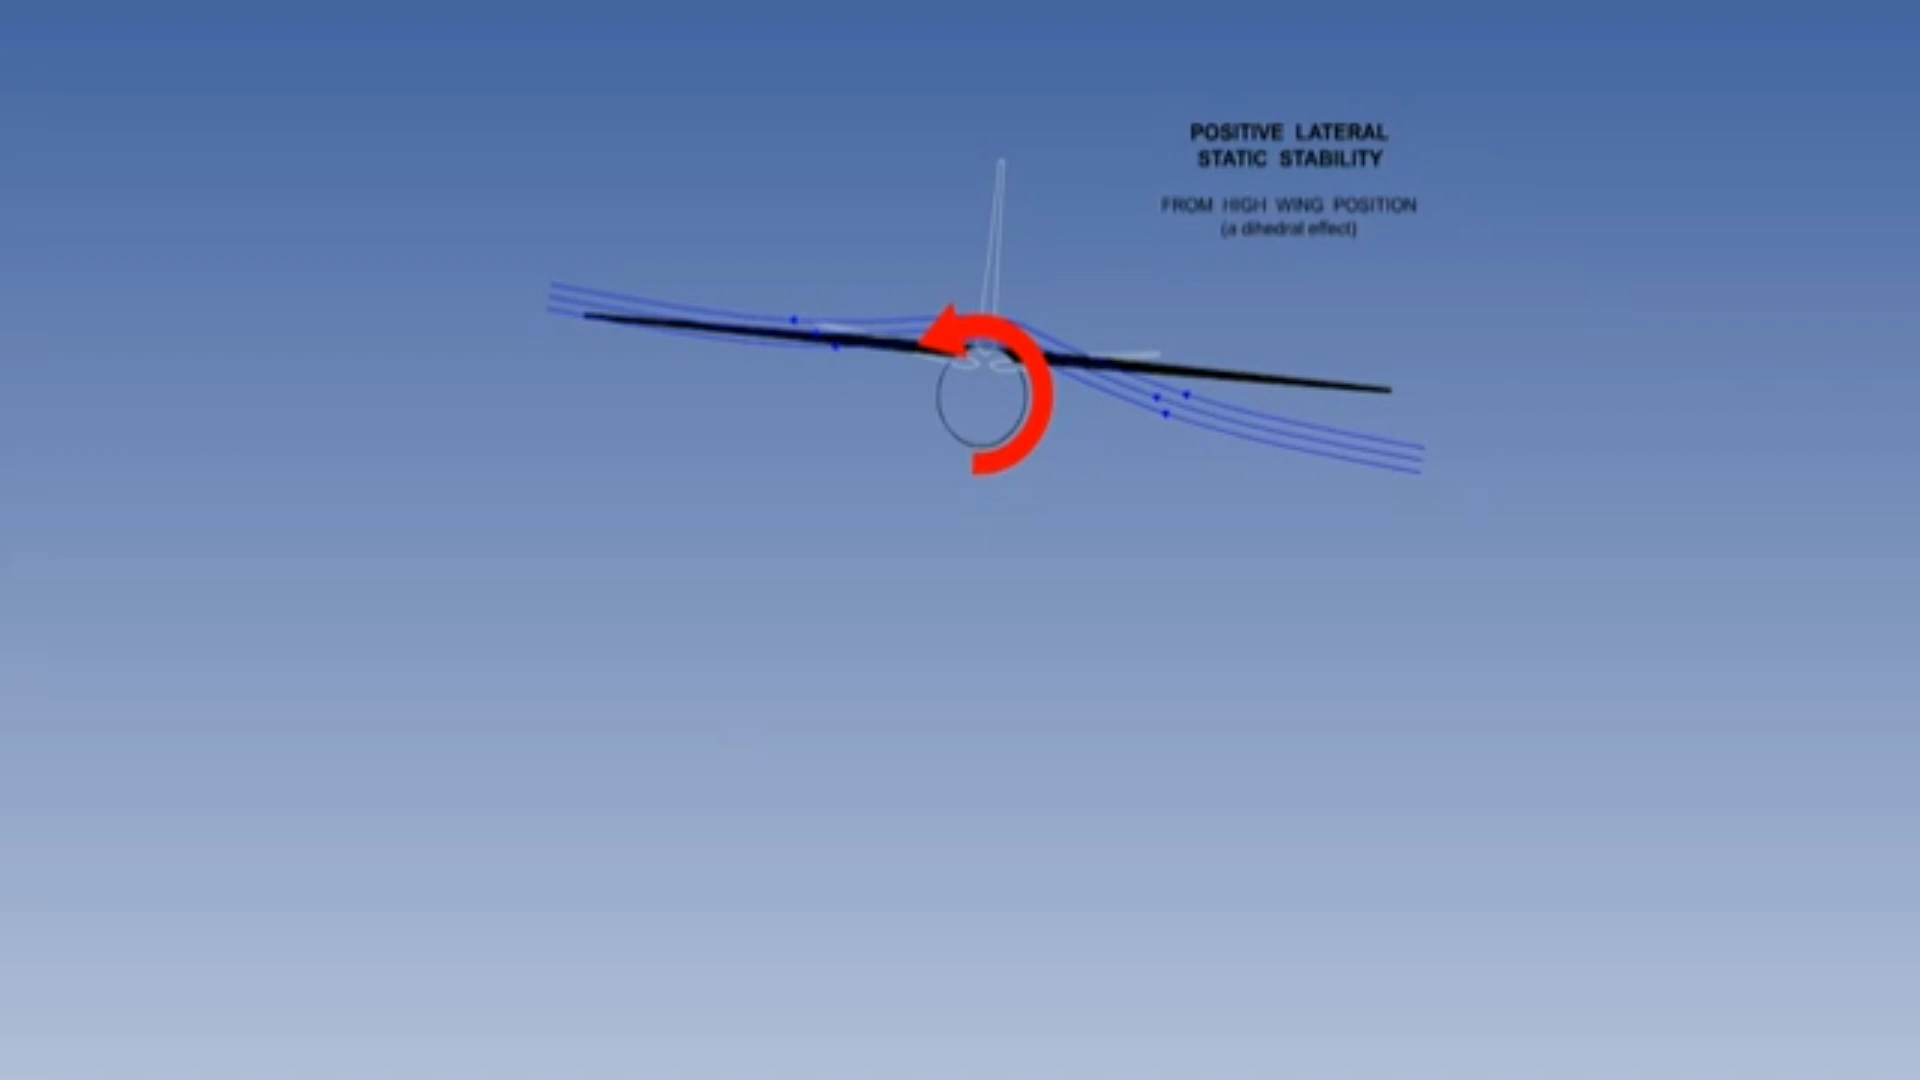 POSITIVE LATERAL
STATIC STABILITY
FROM HIGH WING POSITION
(a dihedral effect)